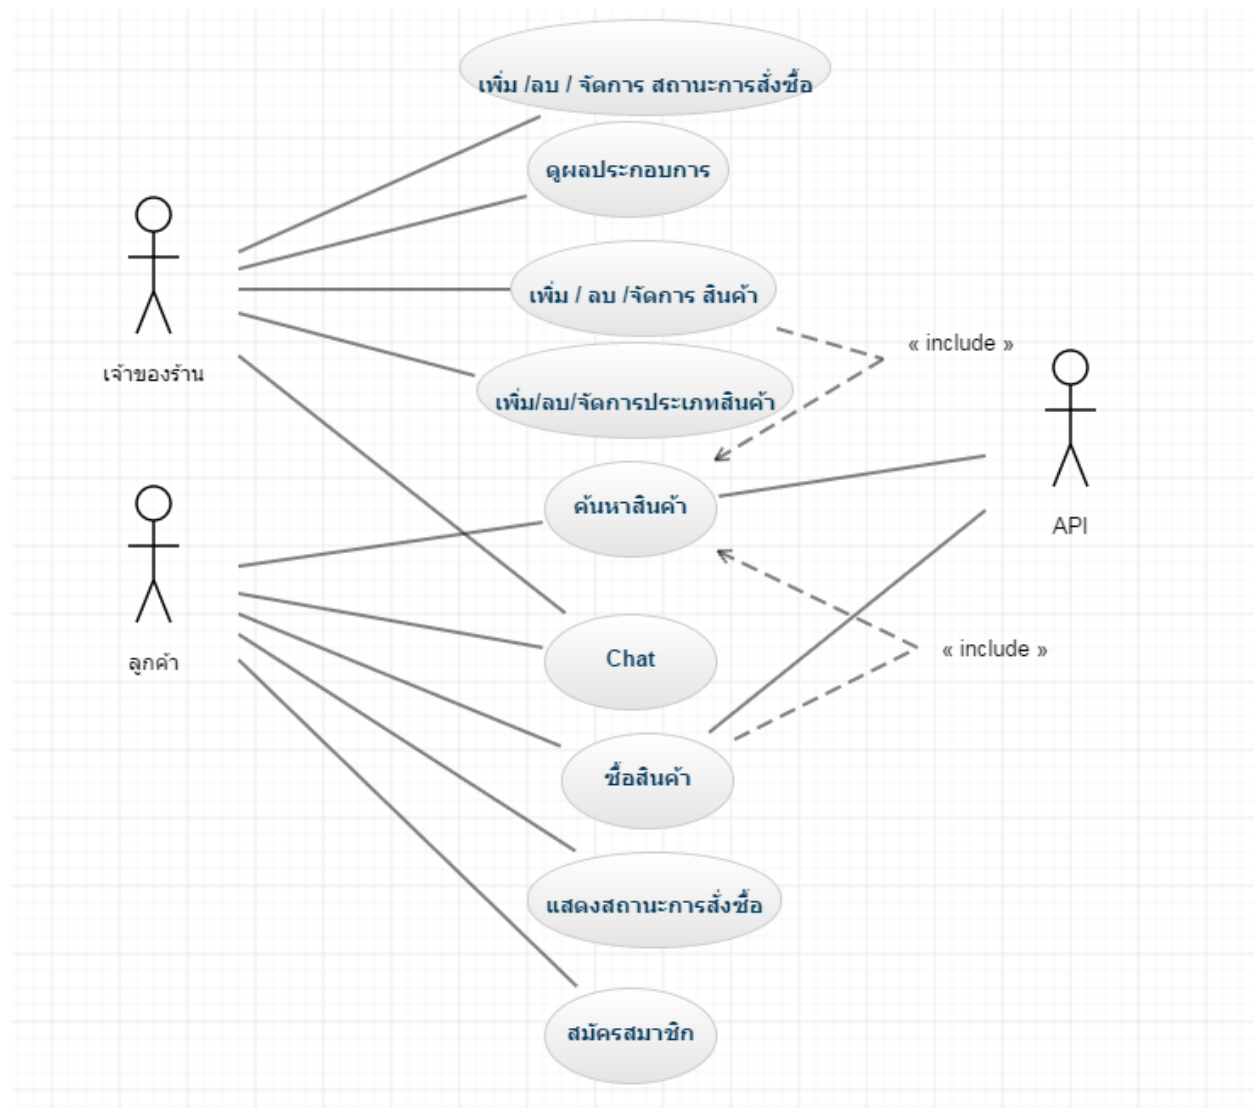 เพิ่ม /ลบ / จัดการ สถานะการสั่งซื้อ
ดูผลประกอบการ
เพิ่ม / ลบ /จัดการ สินค้า
« include »
เจ้าของร้าน
เพิ่ม/ลบ/จัดการประเภทสินค้า
ค้นหาสินค้า
API
« include »
Chat
ลูกค้า
ซื้อสินค้า
แสดงสถานะการสั่งซื้อ
สมัครสมาชิก